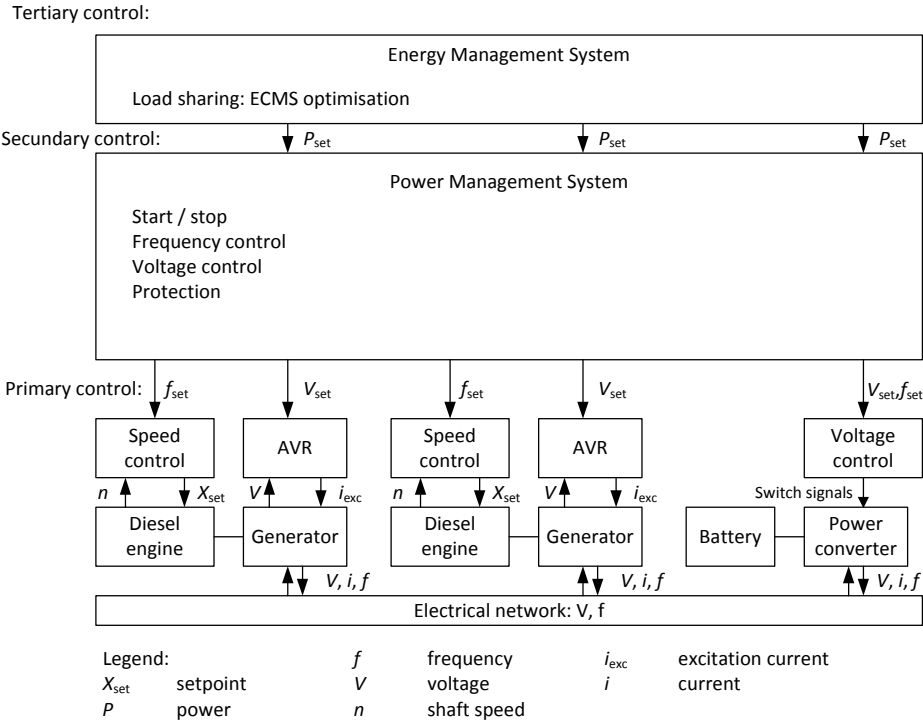 Tertiary control:
Energy Management System
Load sharing: ECMS optimisation
Secundary control:
Pset Pset Pset
Power Management System
Start / stop
Frequency control
Voltage control
Protection
Primary control: fset Vset fset Vset Vset,fset
Speed control AVR Speed control AVR Voltage control
n Xset V iexc n Xset V iexc Switch signals
Diesel engine Generator Diesel engine Generator Battery Power converter
V, i, f V, i, f V, i, f
Electrical network: V, f
Legend: f frequency iexc excitation current
Xset setpoint V voltage i current
P power n shaft speed